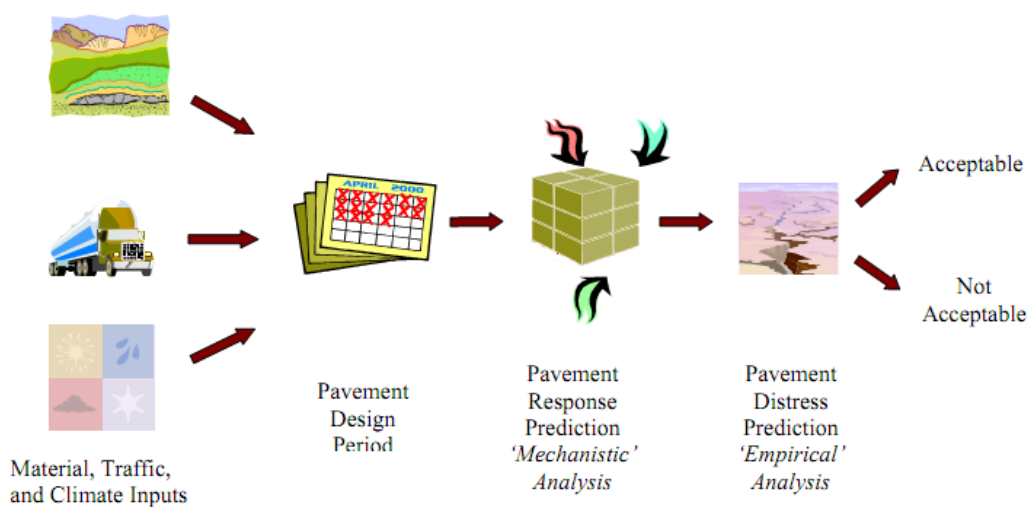 APRIL 2000
Acceptable
Not
Acceptable
Material, Traffic,
and Climate Inputs
Pavement
Design
Period
Pavement
Response
Prediction
‘Mechanistic’
Analysis
Pavement
Distress
Prediction
‘Empirical’
Analysis